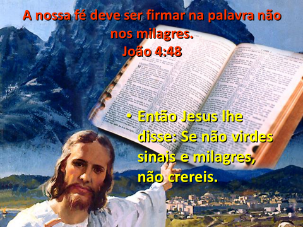 A nossa fé deve ser firmar na palavra não
nos milagres.
João 4:48
• Então Jesus lhe
disse: Se não virdes
sinais e milagres,
não crereis.